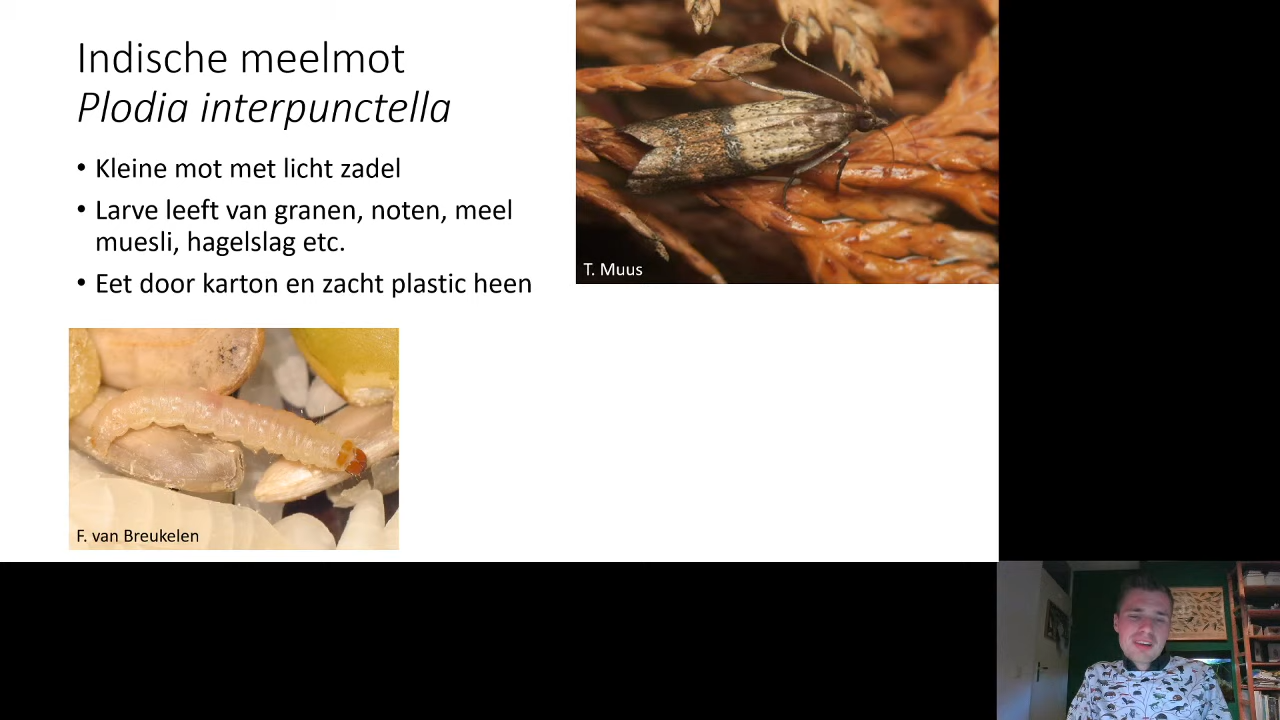 Indische meelmot
Plodia interpunctella
• Kleine mot met licht zadel
• Larve leeft van granen, noten, meel
muesli, hagelslag etc.
• Eet door karton en zacht plastic heen
T. Muus
F. van Breukelen